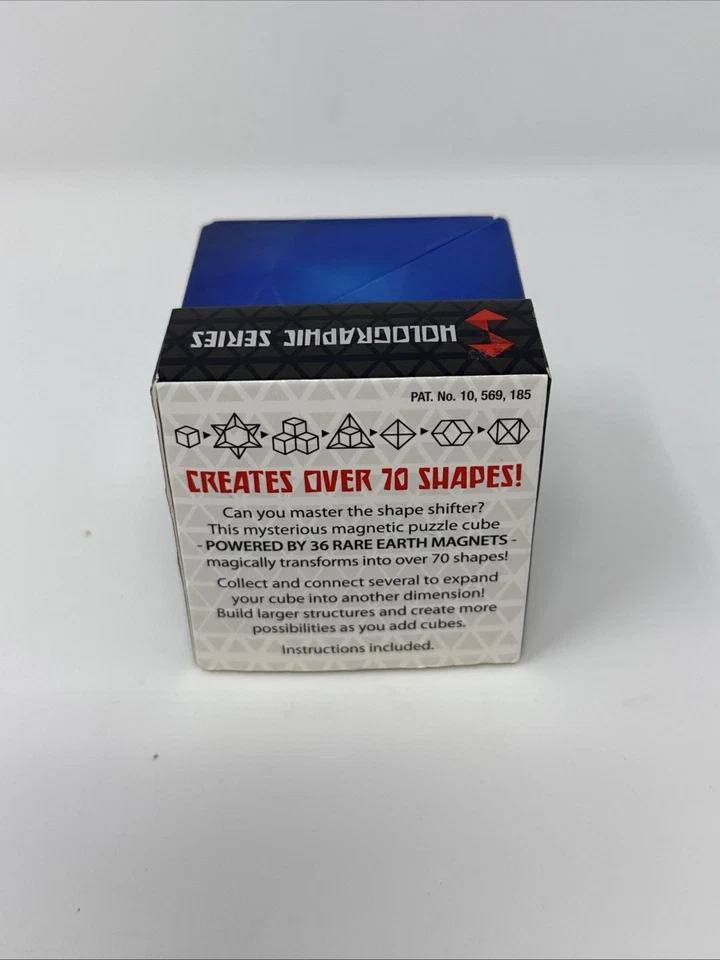 HOLOGRAPHIC SERIES
PAT. No. 10, 569, 185
CREATES OVER 70 SHAPES!
Can you master the shape shifter?
This mysterious magnetic puzzle cube
- POWERED BY 36 RARE EARTH MAGNETS -
magically transforms into over 70 shapes!
Collect and connect several to expand
your cube into another dimension!
Build larger structures and create more
possibilities as you add cubes.
Instructions included.